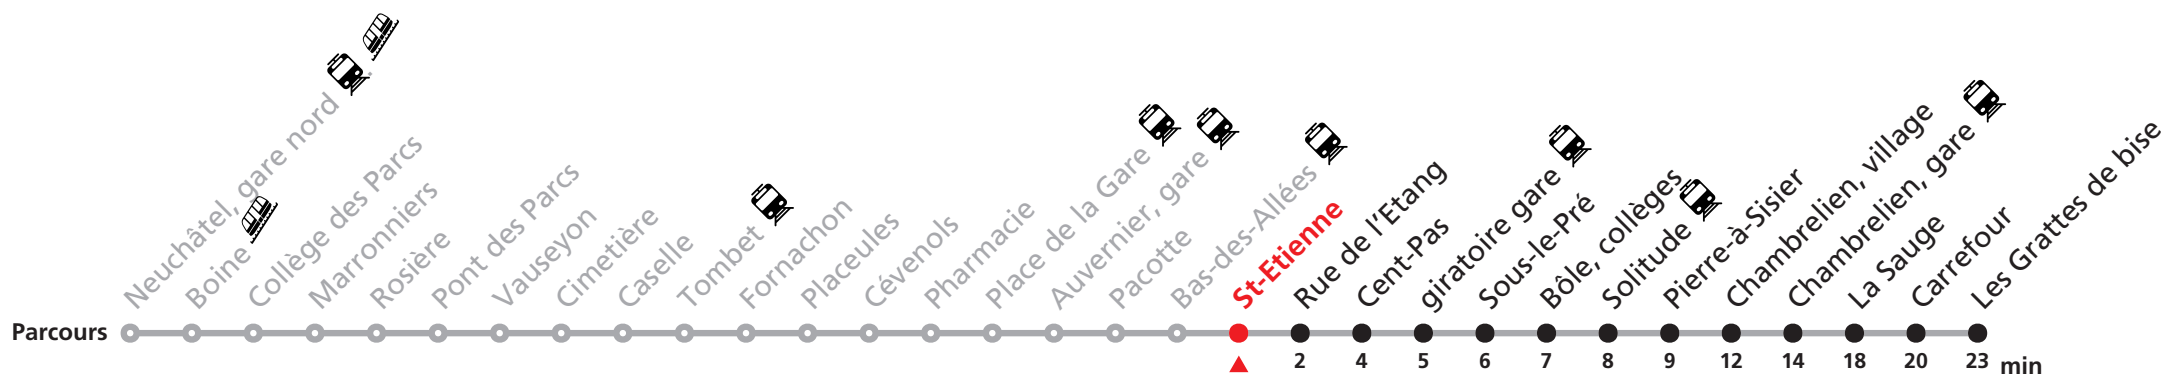 Neuchâtel, gare nord
Boine
Collège des Parcs
Marronniers
Rosière
Pont des Parcs
Vauseyon
Cimetière
Caselle
Tombet
Fornachon
Placeules
Cévenols
Pharmacie
Place de la Gare
Auvernier, gare
Pacotte
Bas-des-Allées
St-Etienne
Rue de l'Etang
Cent-Pas
giratoire gare
Sous-le-Pré
Bôle, collèges
Solitude
Pierre-à-Sisier
Chambrelien, village
Chambrelien, gare
La Sauge
Carrefour
Les Grattes de bise
Parcours
2 4 5 6 7 8 9 12 14 18 20 23 min